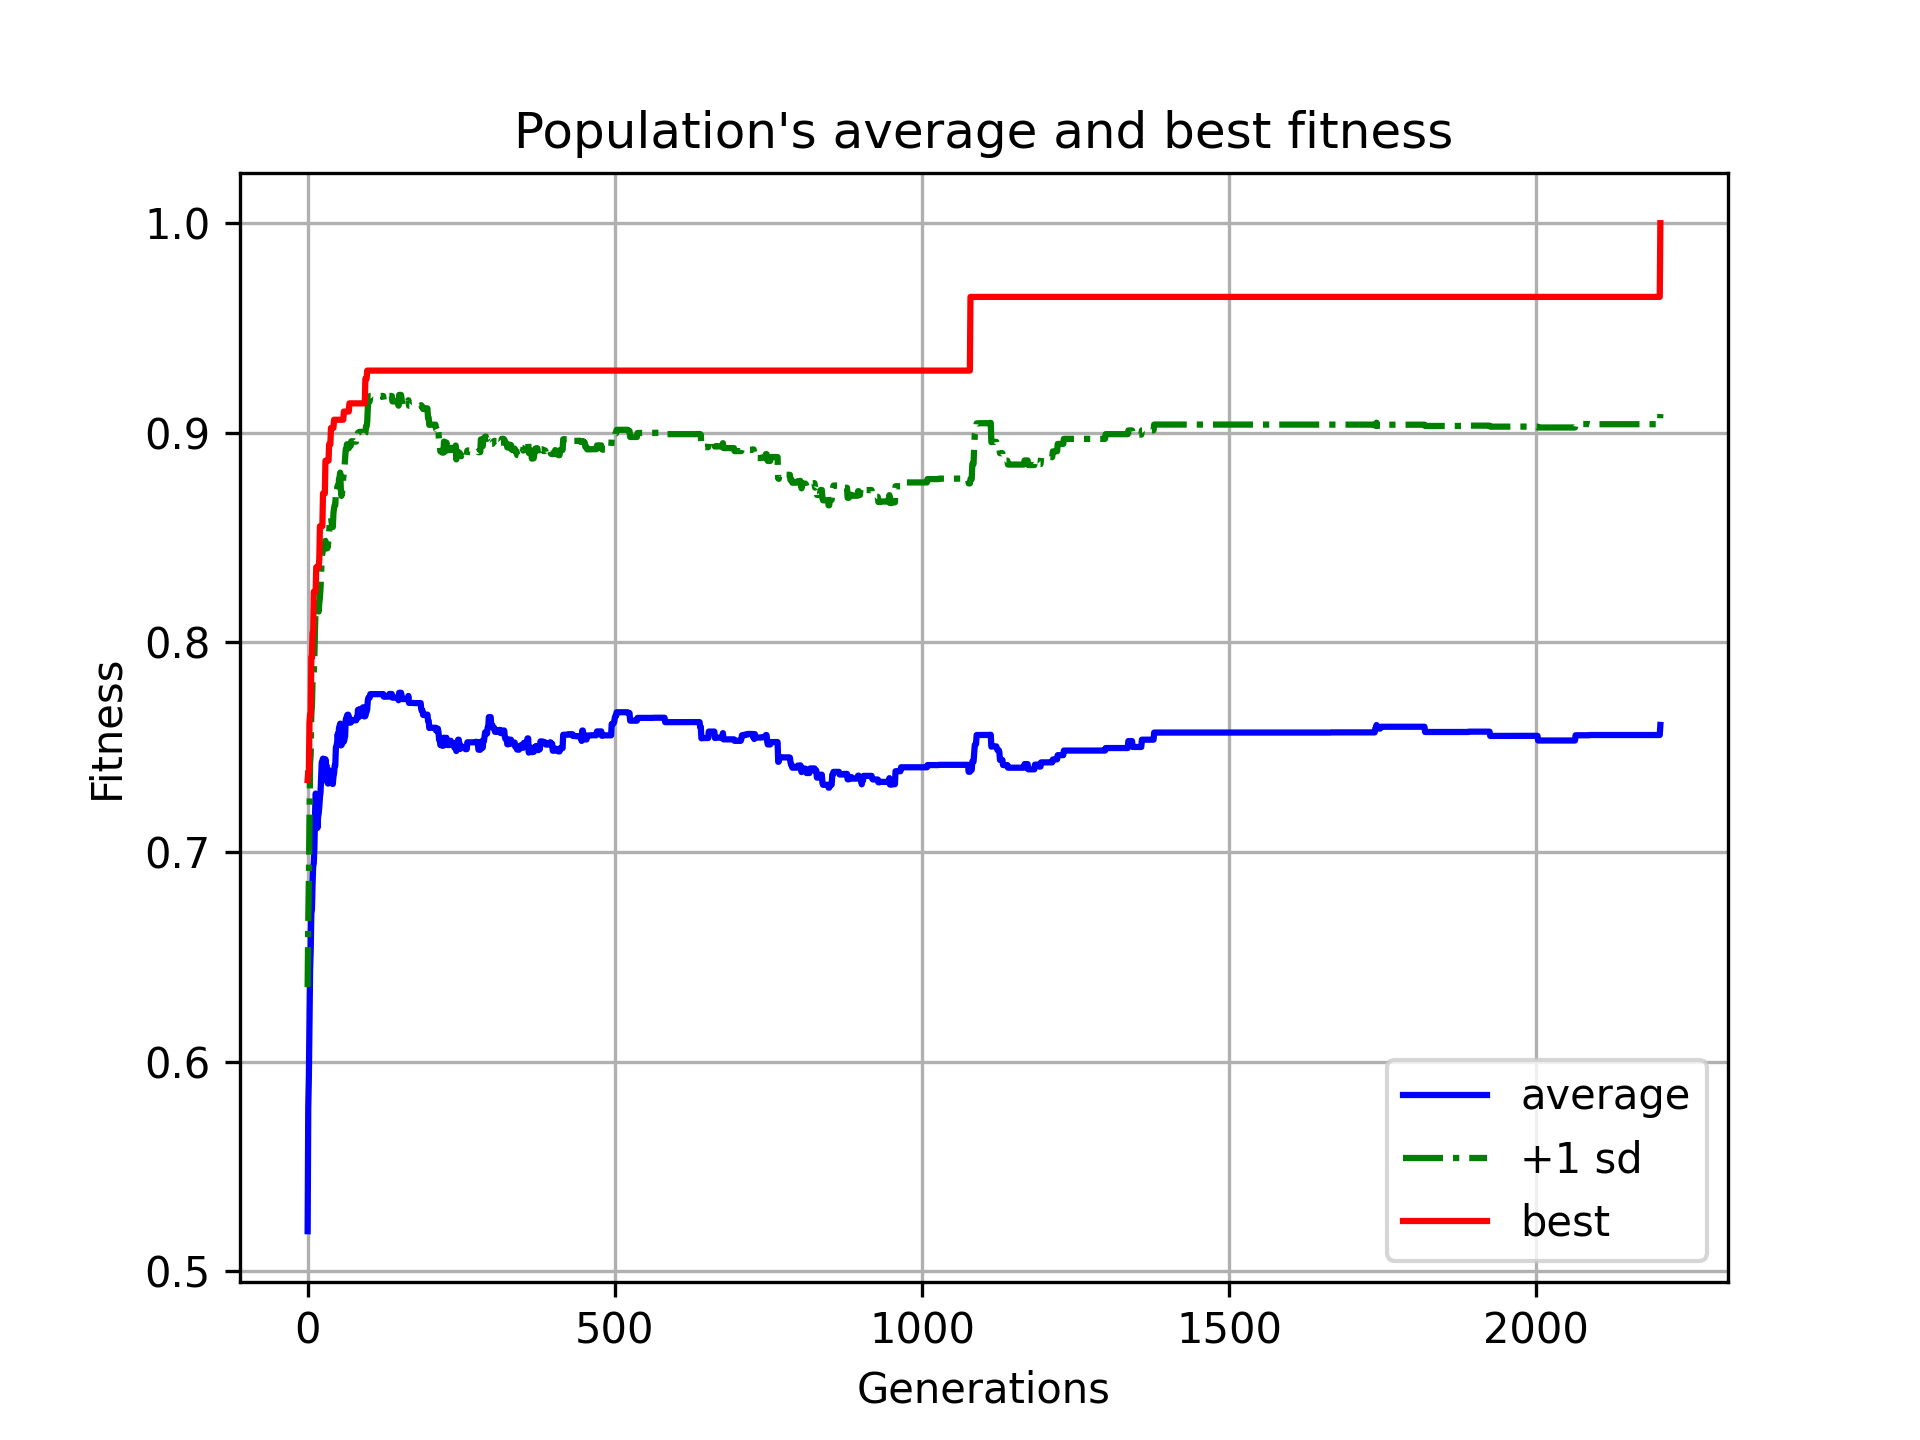 Population's average and best fitness
1.0
0.9
0.8
0.7
0.6
0.5
Fitness
0
500
1000
1500
2000
Generations
average
+1 sd
best